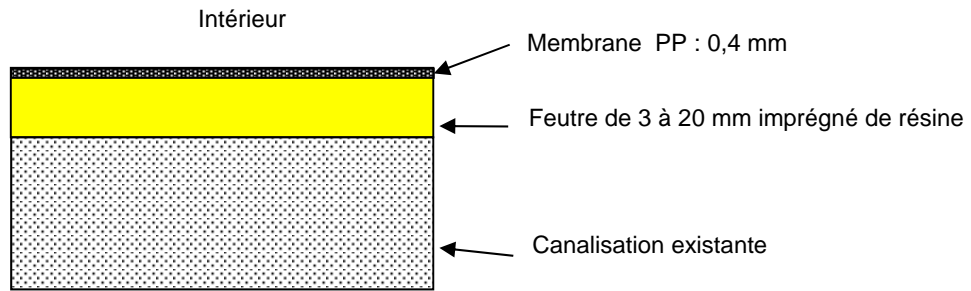 Intérieur
Membrane PP : 0,4 mm
Feutre de 3 à 20 mm imprégné de résine
Canalisation existante